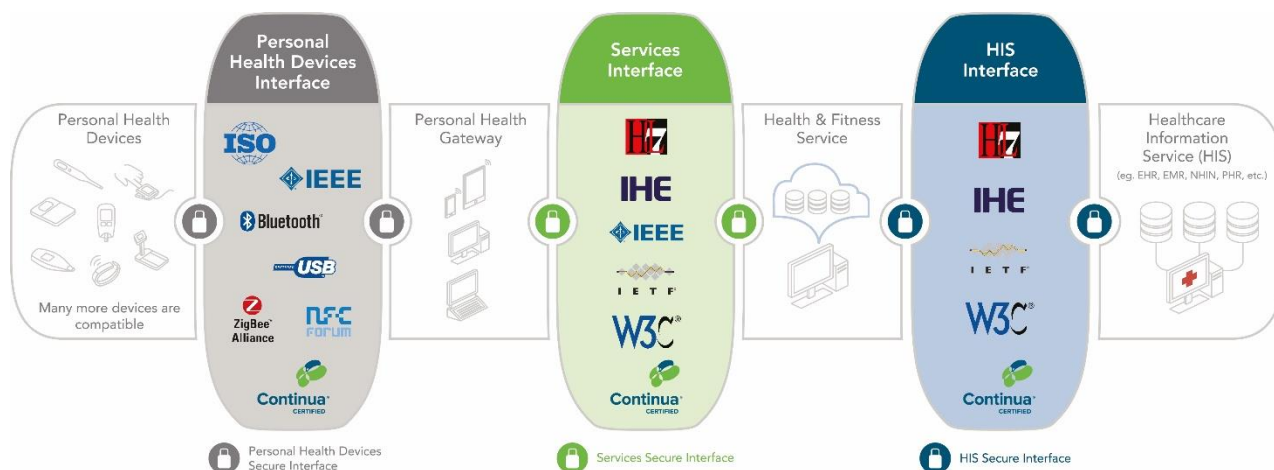 Personal
Health Devices
Interface
Services
Interface
HIS
Interface
Personal Health
Devices
Many more devices are
compatible
ISO
IEEE
Bluetooth®
USB
ZigBee™
Alliance
NFC
FORUM
Continua®
CERTIFIED
Personal Health
Gateway
HL7
IHE
IEEE
IETF®
W3C®
Continua®
CERTIFIED
Health & Fitness
Service
HL7
IHE
IETF®
W3C®
Continua®
CERTIFIED
Healthcare
Information
Service (HIS)
(eg. EHR, EMR, NHIN, PHR, etc.)
Personal Health Devices
Secure Interface
Services Secure Interface
HIS Secure Interface